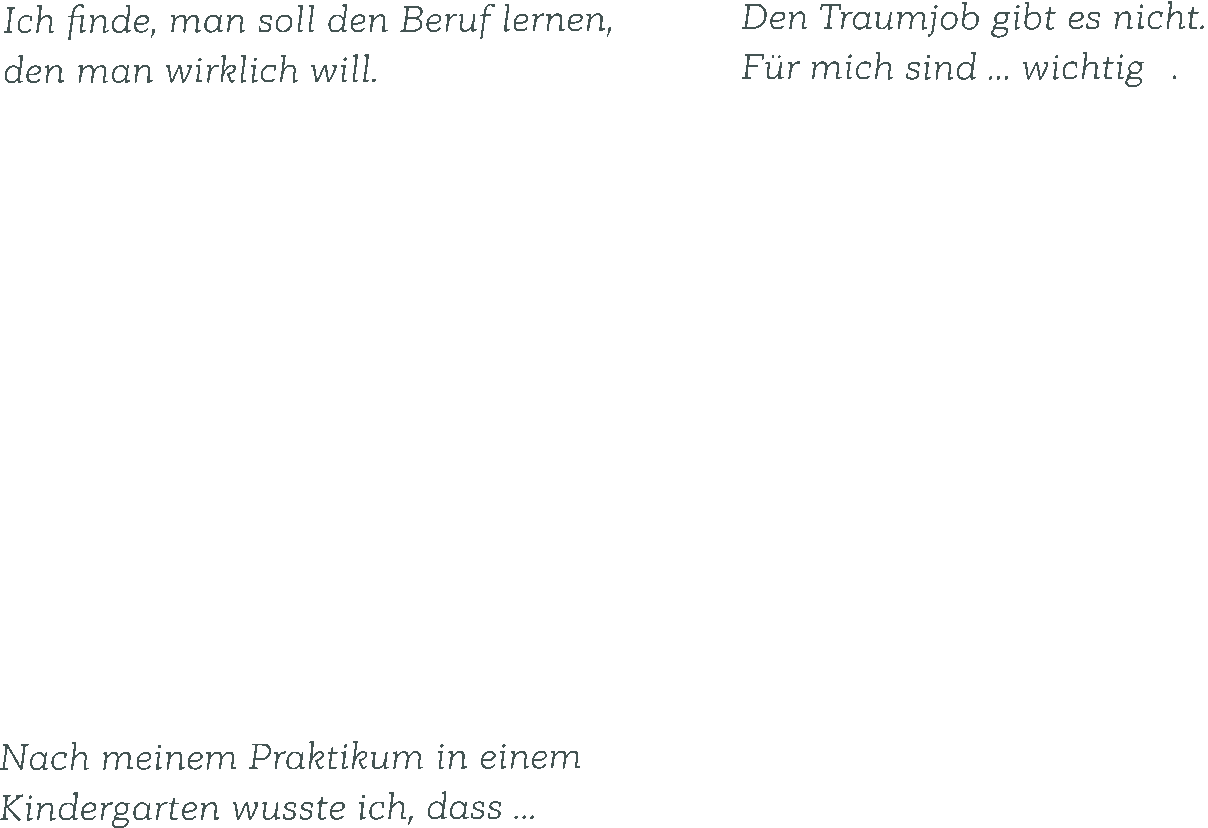 Ich finde, man soll den Beruf lernen,
den man wirklich will.
Den Traumjob gibt es nicht.
Für mich sind ... wichtig .
Nach meinem Praktikum in einem
Kindergarten wusste ich, dass ...